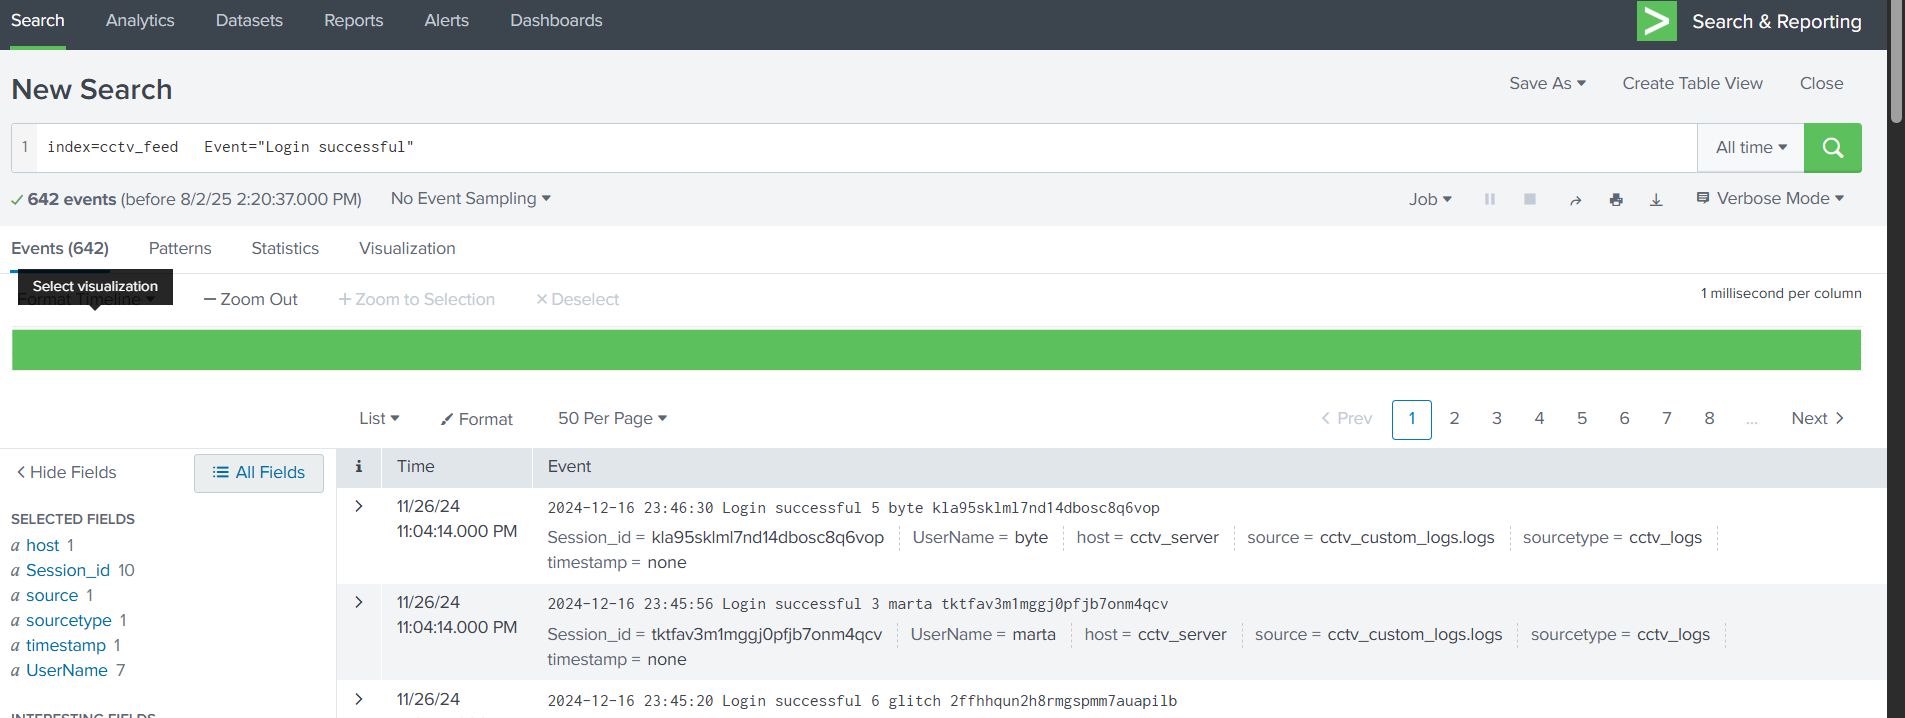 Search Analytics Datasets Reports Alerts Dashboards > Search & Reporting
New Search Save As Create Table View Close
1 index=cctv_feed Event="Login successful" All time
642 events (before 8/2/25 2:20:37.000 PM) No Event Sampling Job Verbose Mode
Events (642) Patterns Statistics Visualization
Select visualization
Format Timeline Zoom Out + Zoom to Selection × Deselect 1 millisecond per column
List Format 50 Per Page < Prev 1 2 3 4 5 6 7 8 ... Next >
< Hide Fields All Fields i Time Event
SELECTED FIELDS
a host 1
a Session_id 10
a source 1
a sourcetype 1
a timestamp 1
a UserName 7
INTERESTING FIELDS
> 11/26/24 11:04:14.000 PM
2024-12-16 23:46:30 Login successful 5 byte kla95sklml7nd14dbosc8q6vop
Session_id = kla95sklml7nd14dbosc8q6vop UserName = byte host = cctv_server source = cctv_custom_logs.logs sourcetype = cctv_logs
timestamp = none
> 11/26/24 11:04:14.000 PM
2024-12-16 23:45:56 Login successful 3 marta tktfav3m1mggj0pfjb7onm4qcv
Session_id = tktfav3m1mggj0pfjb7onm4qcv UserName = marta host = cctv_server source = cctv_custom_logs.logs sourcetype = cctv_logs
timestamp = none
> 11/26/24
2024-12-16 23:45:20 Login successful 6 glitch 2ffhhqun2h8rmgspmm7auapilb